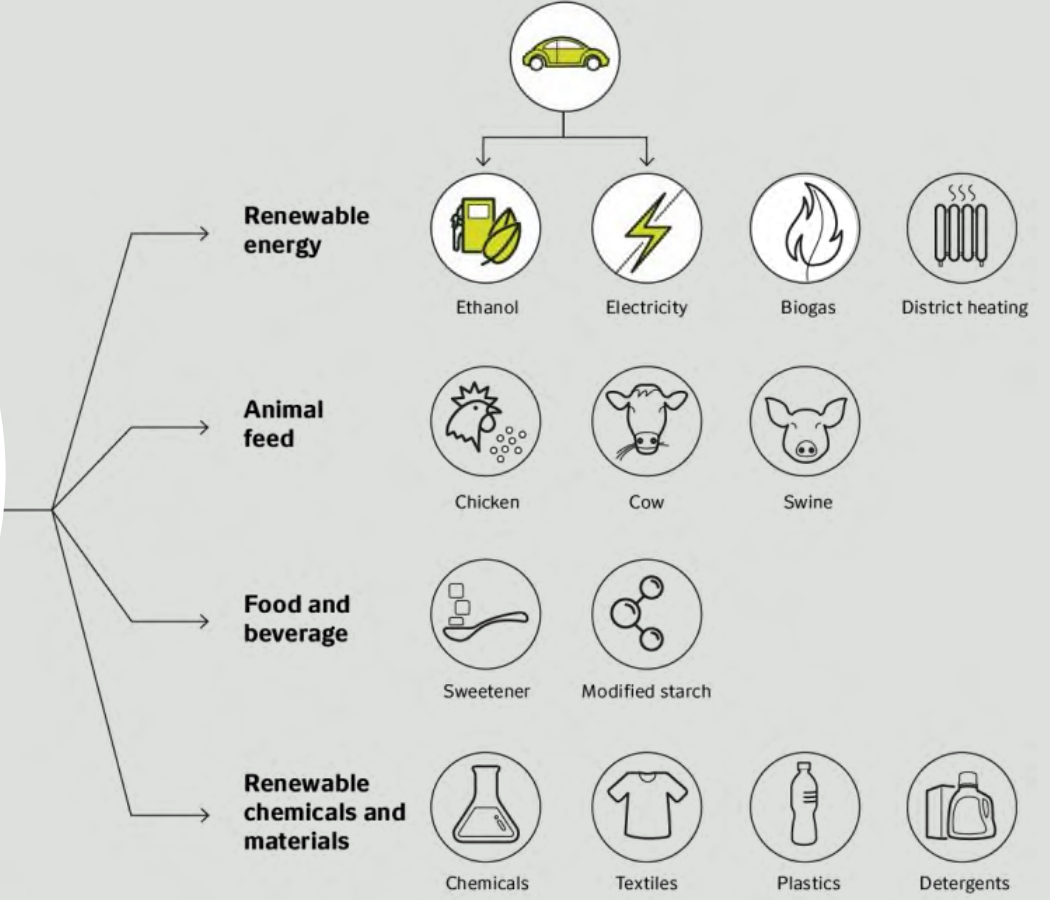 Renewable
energy
Ethanol
Electricity
Biogas
District heating
Animal
feed
Chicken
Cow
Swine
Food and
beverage
Sweetener
Modified starch
Renewable
chemicals and
materials
Chemicals
Textiles
Plastics
Detergents